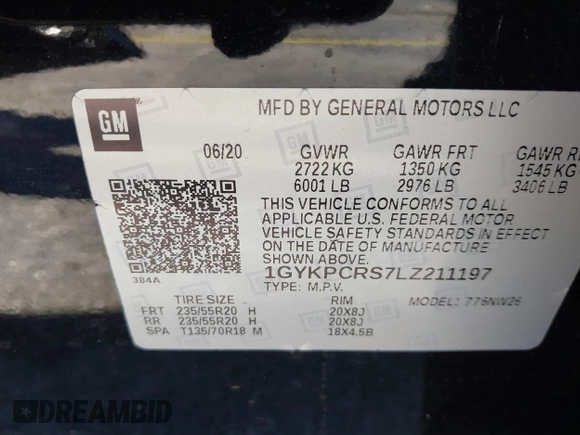 GM
MFD BY GENERAL MOTORS LLC
06/20 GVWR GAWR FRT GAWR R
2722 KG 1350 KG 1545 KG
6001 LB 2976 LB 3406 LB
THIS VEHICLE CONFORMS TO ALL
APPLICABLE U.S. FEDERAL MOTOR
VEHICLE SAFETY STANDARDS IN EFFECT
ON THE DATE OF MANUFACTURE
SHOWN ABOVE.
384A
1GYKPCRS7LZ211197
TYPE: M.P.V.
MODEL: 776NW26
TIRE SIZE RIM
FRT 235/55R20 H 20X8J
RR 235/55R20 H 20X8J
SPA T135/70R18 M 18X4.5B
DREAMBID